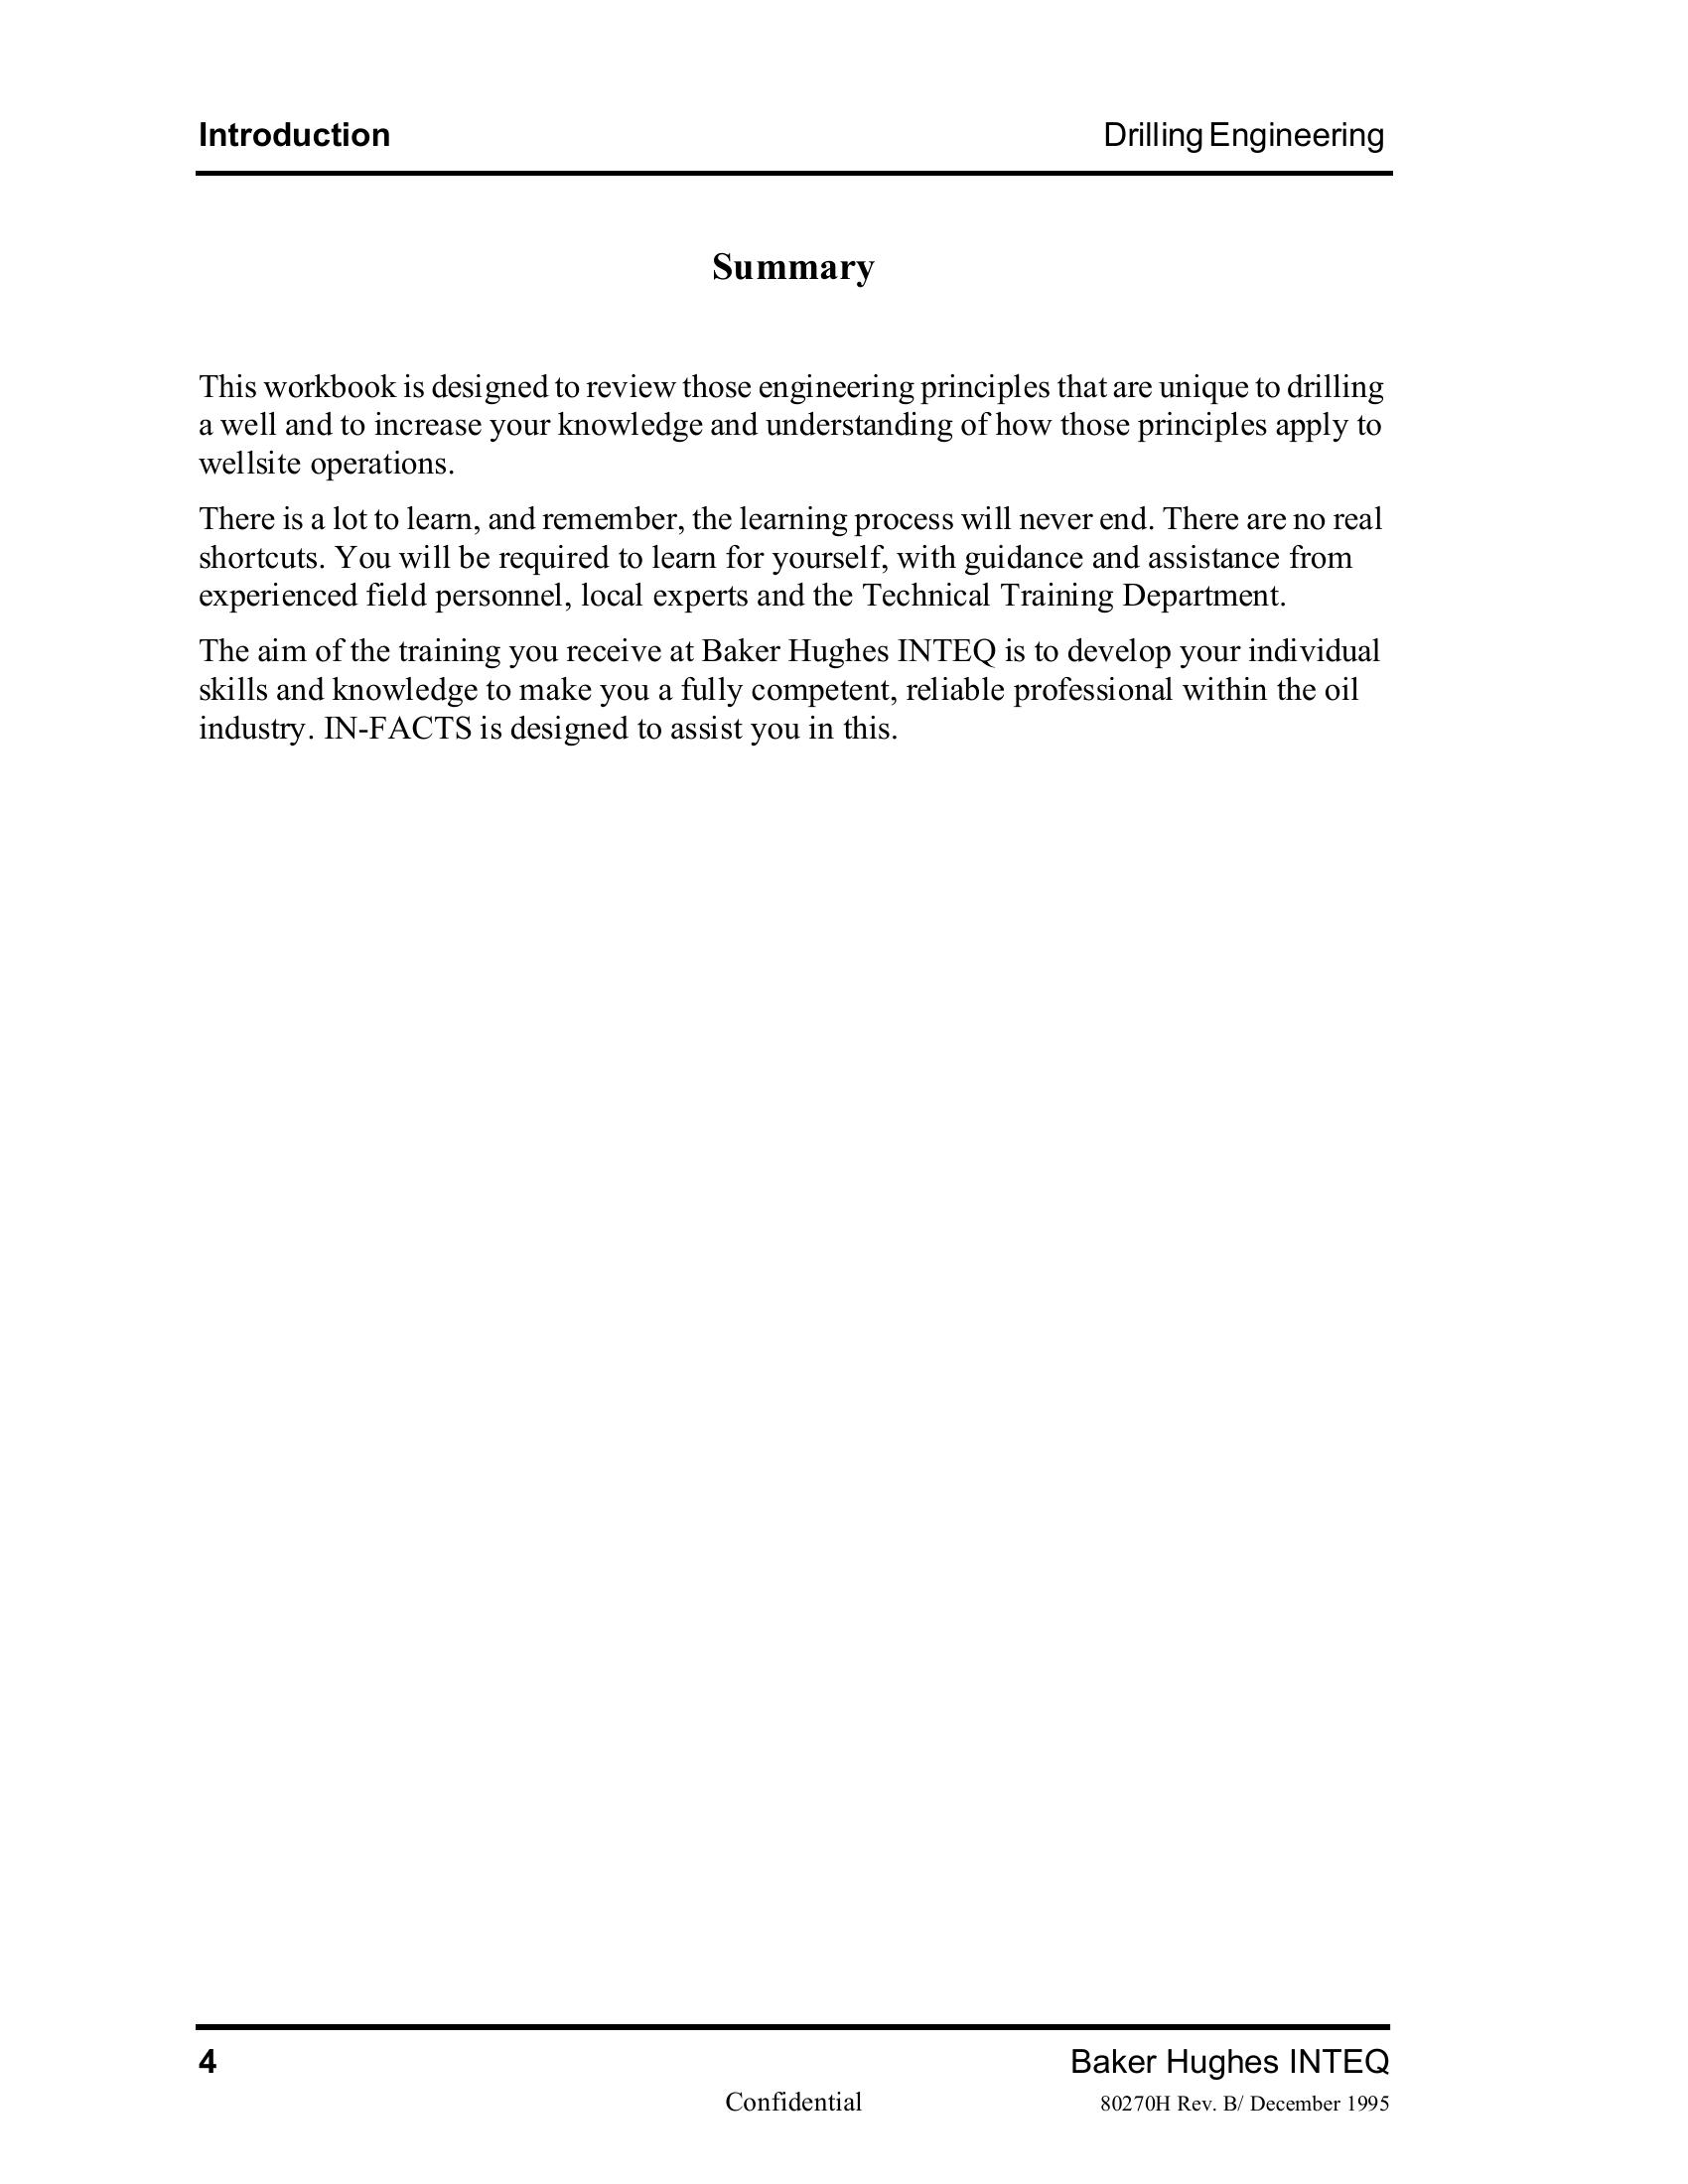 Introduction Drilling Engineering
Summary
This workbook is designed to review those engineering principles that are unique to drilling
a well and to increase your knowledge and understanding of how those principles apply to
wellsite operations.
There is a lot to learn, and remember, the learning process will never end. There are no real
shortcuts. You will be required to learn for yourself, with guidance and assistance from
experienced field personnel, local experts and the Technical Training Department.
The aim of the training you receive at Baker Hughes INTEQ is to develop your individual
skills and knowledge to make you a fully competent, reliable professional within the oil
industry. IN-FACTS is designed to assist you in this.
4 Baker Hughes INTEQ
Confidential 80270H Rev. B/ December 1995